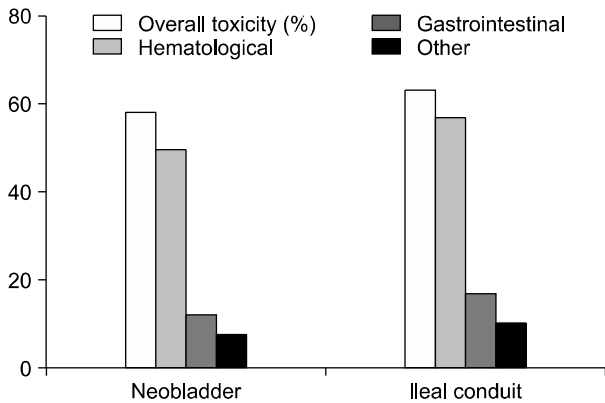 80
60
40
20
0
Overall toxicity (%)
Hematological
Gastrointestinal
Other
Neobladder
Ileal conduit